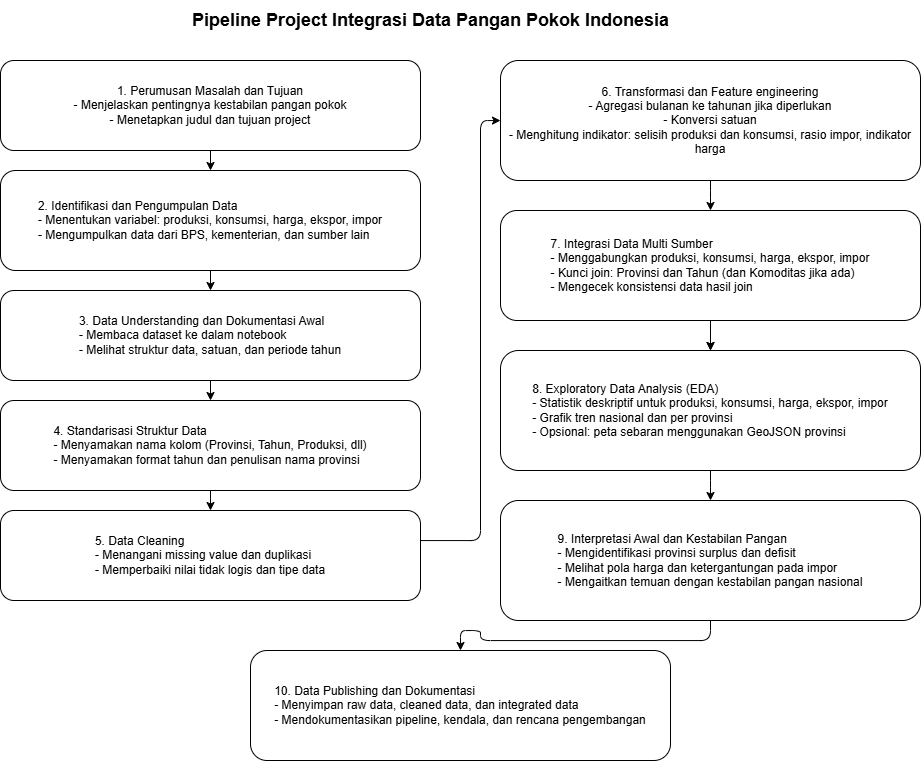 Pipeline Project Integrasi Data Pangan Pokok Indonesia
1. Perumusan Masalah dan Tujuan
- Menjelaskan pentingnya kestabilan pangan pokok
- Menetapkan judul dan tujuan project
2. Identifikasi dan Pengumpulan Data
- Menentukan variabel: produksi, konsumsi, harga, ekspor, impor
- Mengumpulkan data dari BPS, kementerian, dan sumber lain
3. Data Understanding dan Dokumentasi Awal
- Membaca dataset ke dalam notebook
- Melihat struktur data, satuan, dan periode tahun
4. Standarisasi Struktur Data
- Menyamakan nama kolom (Provinsi, Tahun, Produksi, dll)
- Menyamakan format tahun dan penulisan nama provinsi
5. Data Cleaning
- Menangani missing value dan duplikasi
- Memperbaiki nilai tidak logis dan tipe data
6. Transformasi dan Feature engineering
- Agregasi bulanan ke tahunan jika diperlukan
- Konversi satuan
- Menghitung indikator: selisih produksi dan konsumsi, rasio impor, indikator
harga
7. Integrasi Data Multi Sumber
- Menggabungkan produksi, konsumsi, harga, ekspor, impor
- Kunci join: Provinsi dan Tahun (dan Komoditas jika ada)
- Mengecek konsistensi data hasil join
8. Exploratory Data Analysis (EDA)
- Statistik deskriptif untuk produksi, konsumsi, harga, ekspor, impor
- Grafik tren nasional dan per provinsi
- Opsional: peta sebaran menggunakan GeoJSON provinsi
9. Interpretasi Awal dan Kestabilan Pangan
- Mengidentifikasi provinsi surplus dan defisit
- Melihat pola harga dan ketergantungan pada impor
- Mengaitkan temuan dengan kestabilan pangan nasional
10. Data Publishing dan Dokumentasi
- Menyimpan raw data, cleaned data, dan integrated data
- Mendokumentasikan pipeline, kendala, dan rencana pengembangan